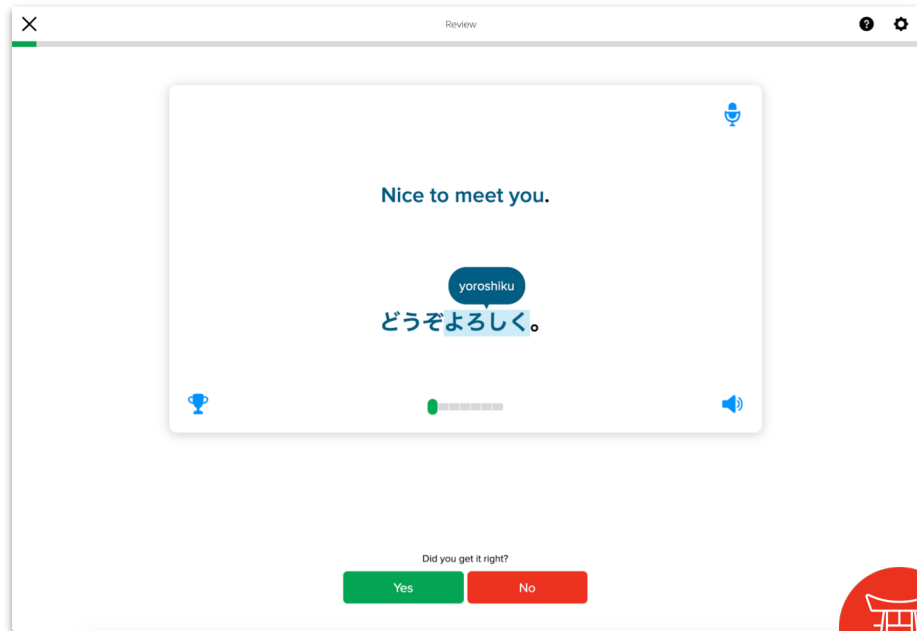 Review
Nice to meet you.
yoroshiku
どうぞよろしく。
Did you get it right?
Yes
No